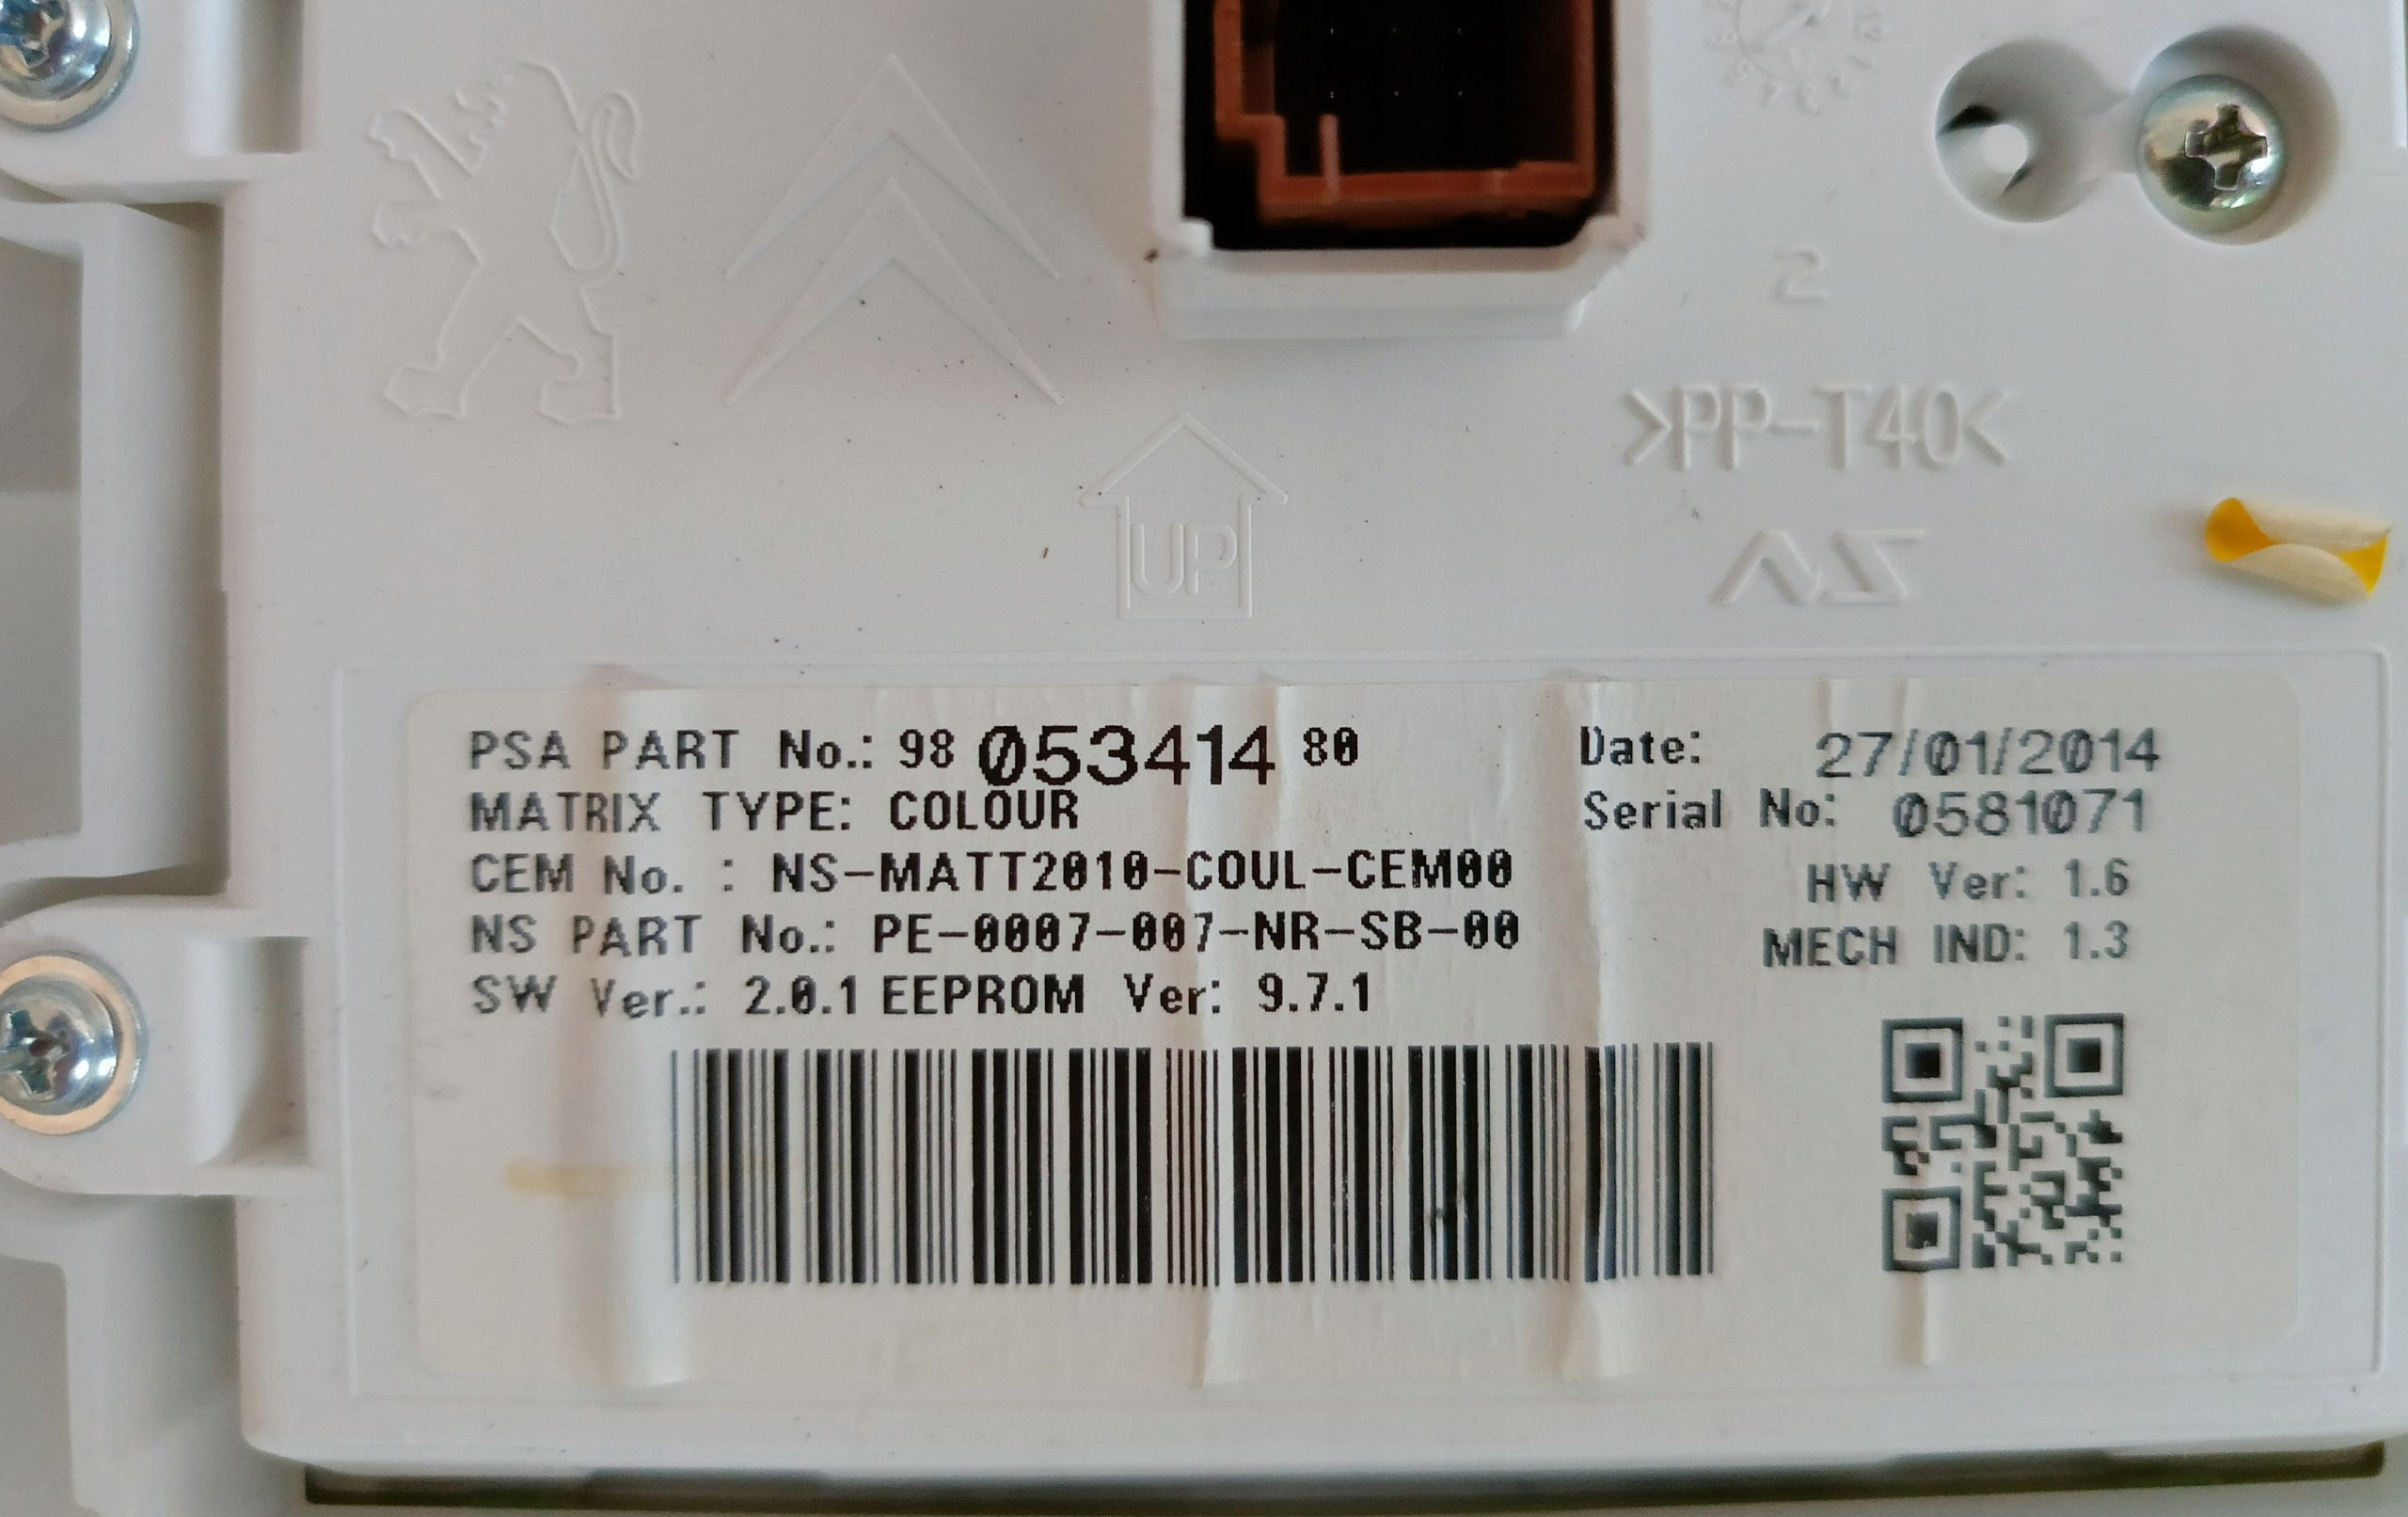 2
>PP-T40<
UP
PSA PART No.: 98 053414 80
Date: 27/01/2014
MATRIX TYPE: COLOUR
Serial No: 0581071
CEM No. : NS-MATT2010-COUL-CEM00
HW Ver: 1.6
NS PART No.: PE-0007-007-NR-SB-00
MECH IND: 1.3
SW Ver.: 2.0.1 EEPROM Ver: 9.7.1